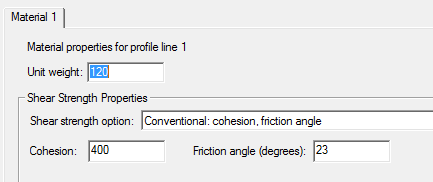 Material 1
Material properties for profile line 1
Unit weight: 120
Shear Strength Properties
Shear strength option: Conventional: cohesion, friction angle
Cohesion: 400 Friction angle (degrees): 23